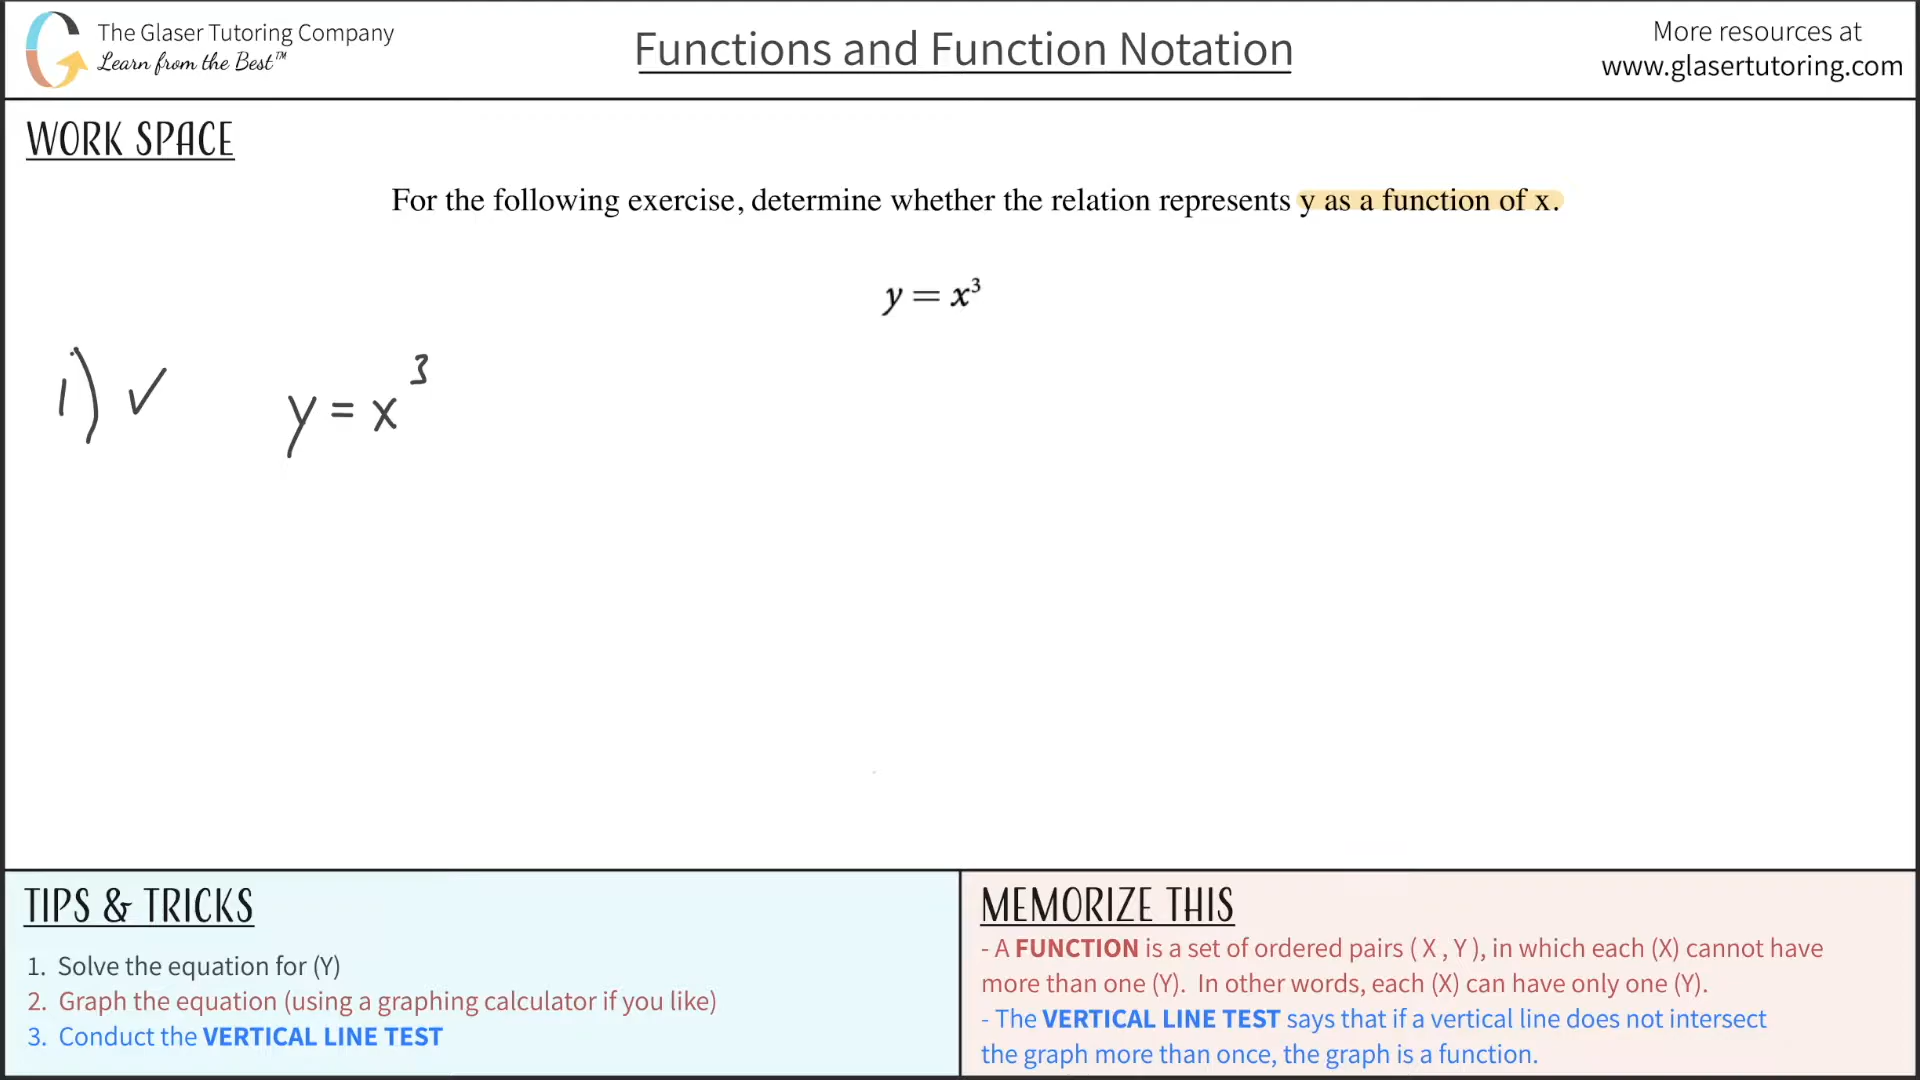 The Glaser Tutoring Company
Learn from the Best™
Functions and Function Notation
More resources at
www.glasertutoring.com
WORK SPACE
For the following exercise, determine whether the relation represents y as a function of x.
y = x³
1) ✓ y = x³
TIPS & TRICKS
1. Solve the equation for (Y)
2. Graph the equation (using a graphing calculator if you like)
3. Conduct the VERTICAL LINE TEST
MEMORIZE THIS
- A FUNCTION is a set of ordered pairs ( X , Y ), in which each (X) cannot have
more than one (Y). In other words, each (X) can have only one (Y).
- The VERTICAL LINE TEST says that if a vertical line does not intersect
the graph more than once, the graph is a function.